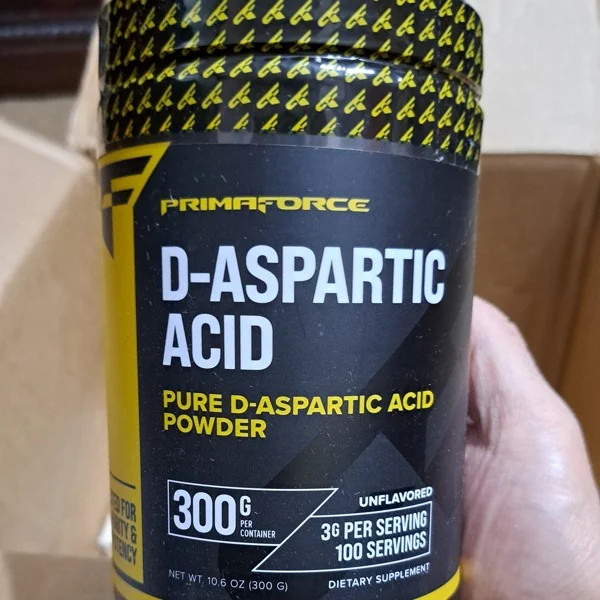 PRIMAFORCE
D-ASPARTIC
ACID
PURE D-ASPARTIC ACID
POWDER
300G
PER
CONTAINER
UNFLAVORED
3G PER SERVING
100 SERVINGS
NET WT. 10.6 OZ (300 G)
DIETARY SUPPLEMENT
FOR
&